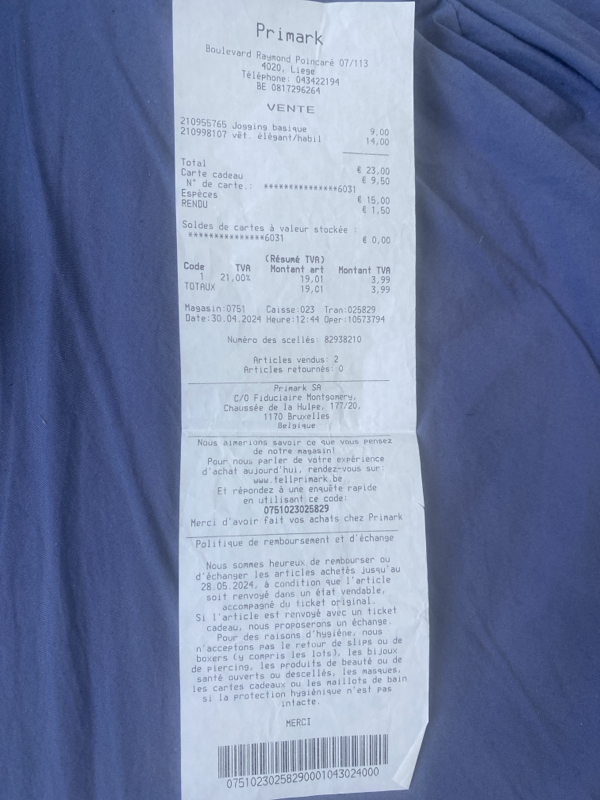 Primark
Boulevard Raymond Poincaré 07/113
4020, Liege
Téléphone: 043422194
BE 0817296264
VENTE
210955765 Jogging basique 9,00
210998107 vêt. élégant/habil 14,00
Total € 23,00
Carte cadeau € 9,50
N° de carte.: ***************6031
Espèces € 15,00
RENDU € 1,50
Soldes de cartes à valeur stockée :
***************6031 € 0,00
(Résumé TVA)
Code TVA Montant art Montant TVA
1 21,00% 19,01 3,99
TOTAUX 19,01 3,99
Magasin:0751 Caisse:023 Tran:025829
Date:30.04.2024 Heure:12:44 Oper:10573794
Numéro des scellés: 82938210
Articles vendus: 2
Articles retournés: 0
Primark SA
C/O Fiduciaire Montgomery,
Chaussée de la Hulpe, 177/20,
1170 Bruxelles
Belgique
Nous aimerions savoir ce que vous pensez
de notre magasin!
Pour nous parler de votre expérience
d'achat aujourd'hui, rendez-vous sur:
www.tellprimark.be
Et répondez à une enquête rapide
en utilisant ce code:
0751023025829
Merci d'avoir fait vos achats chez Primark
Politique de remboursement et d'échange
Nous sommes heureux de rembourser ou
d'échanger les articles achetés jusqu'au
28.05.2024, à condition que l'article
soit renvoyé dans un état vendable,
accompagné du ticket original.
Si l'article est renvoyé avec un ticket
cadeau, nous proposerons un échange.
Pour des raisons d'hygiène, nous
n'acceptons pas le retour de slips ou de
boxers (y compris les lots), les bijoux
de piercing, les produits de beauté ou de
santé ouverts ou descellés, les masques,
les cartes cadeaux ou les maillots de bain
si la protection hygiénique n'est pas
intacte.
MERCI
07510230258290001043024000